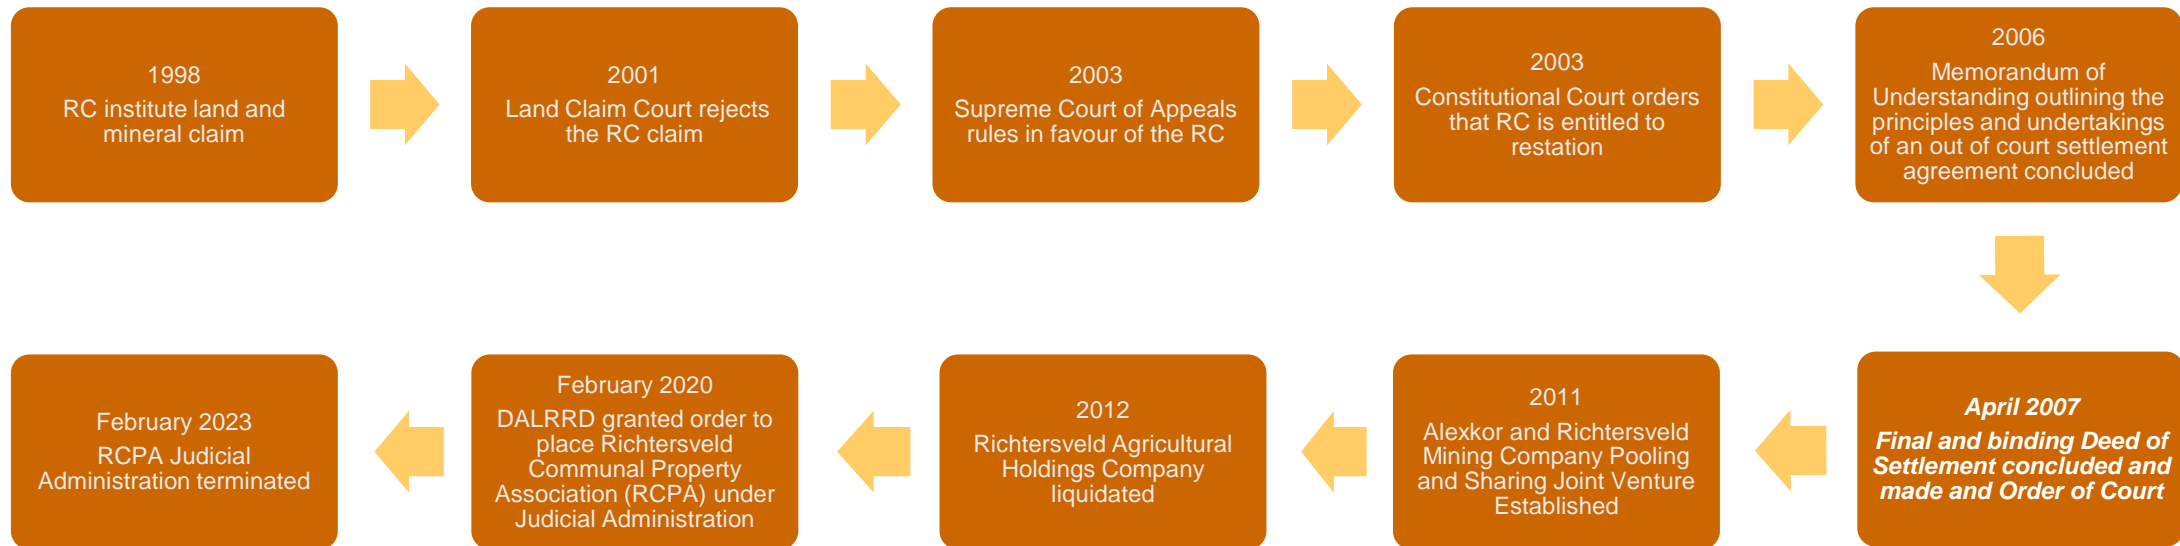 1998
RC institute land and
mineral claim
2001
Land Claim Court rejects
the RC claim
2003
Supreme Court of Appeals
rules in favour of the RC
2003
Constitutional Court orders
that RC is entitled to
restation
2006
Memorandum of
Understanding outlining the
principles and undertakings
of an out of court settlement
agreement concluded
April 2007
Final and binding Deed of
Settlement concluded and
made and Order of Court
2011
Alexkor and Richtersveld
Mining Company Pooling
and Sharing Joint Venture
Established
2012
Richtersveld Agricultural
Holdings Company
liquidated
February 2020
DALRRD granted order to
place Richtersveld
Communal Property
Association (RCPA) under
Judicial Administration
February 2023
RCPA Judicial
Administration terminated